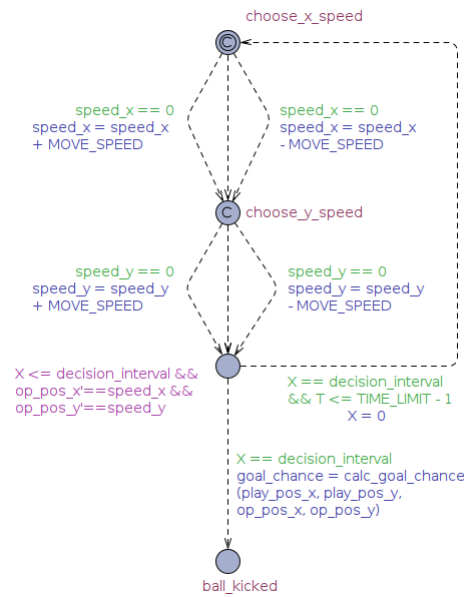 choose_x_speed
C
speed_x == 0
speed_x = speed_x
+ MOVE_SPEED
speed_x == 0
speed_x = speed_x
- MOVE_SPEED
C
choose_y_speed
speed_y == 0
speed_y = speed_y
+ MOVE_SPEED
speed_y == 0
speed_y = speed_y
- MOVE_SPEED
X <= decision_interval &&
op_pos_x'==speed_x &&
op_pos_y'==speed_y
X == decision_interval
&& T <= TIME_LIMIT - 1
X = 0
X == decision_interval
goal_chance = calc_goal_chance
(play_pos_x, play_pos_y,
op_pos_x, op_pos_y)
ball_kicked